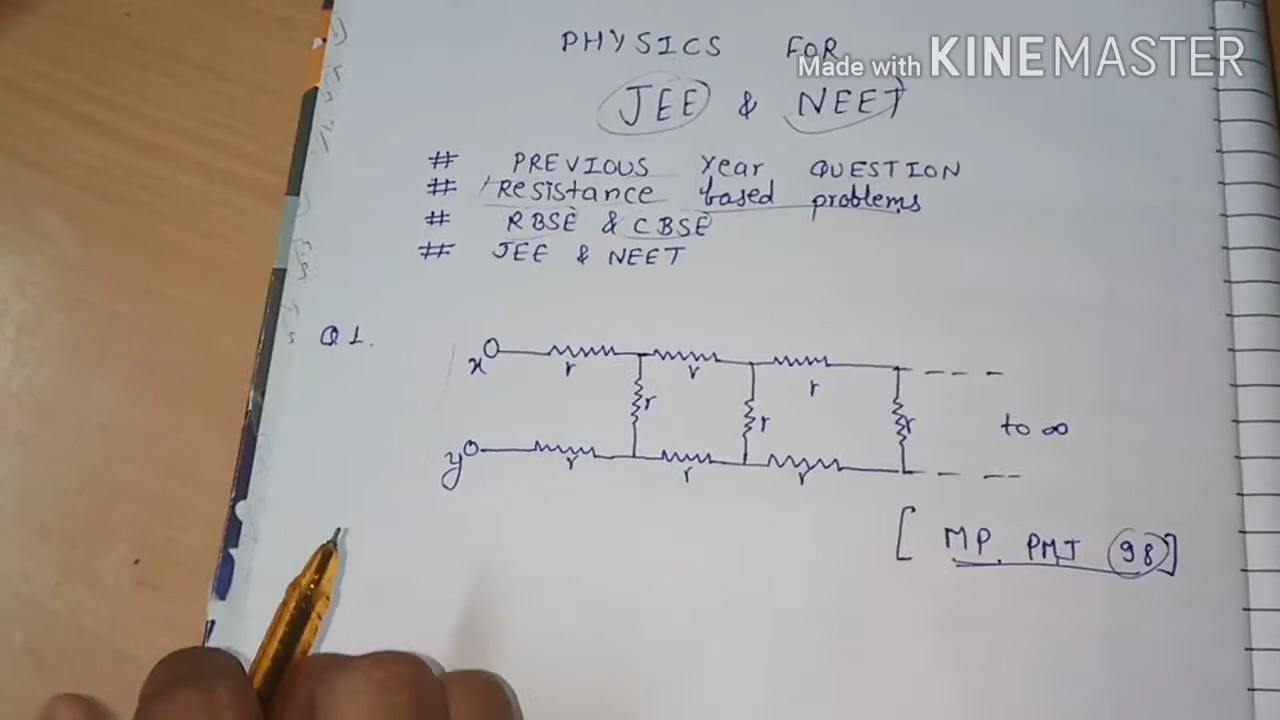 PHYSICS FOR
Made with KINEMASTER
JEE & NEET
# PREVIOUS year QUESTION
# Resistance based problems
# RBSE & CBSE
# JEE & NEET
Q 1.
x r r r
r r r to ∞
y r r r
[ MP. PMT 98]